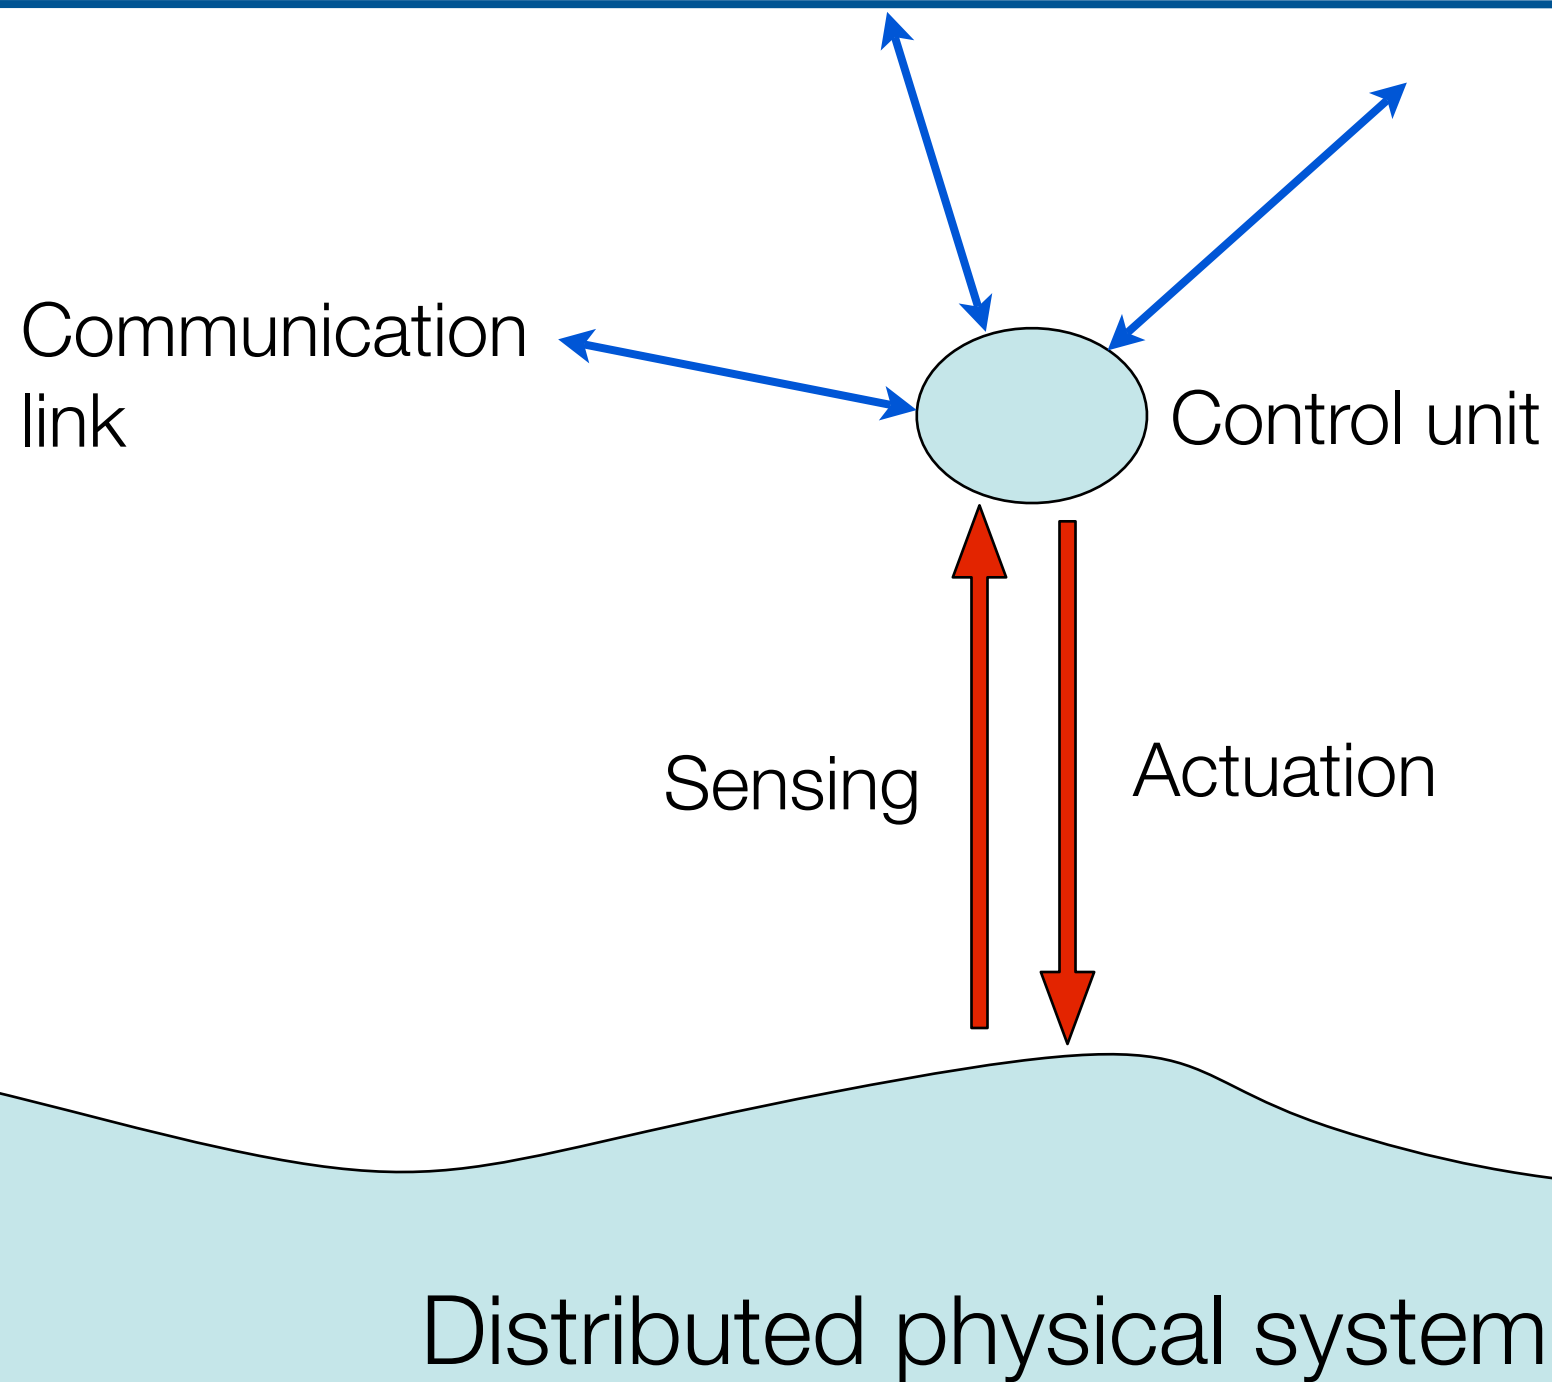 Communication
link
Control unit
Sensing
Actuation
Distributed physical system